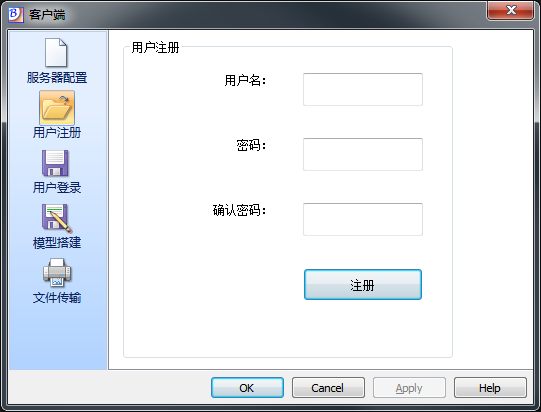 客户端
服务器配置
用户注册
用户登录
模型搭建
文件传输
用户注册
用户名：
密码：
确认密码：
注册
OK Cancel Apply Help